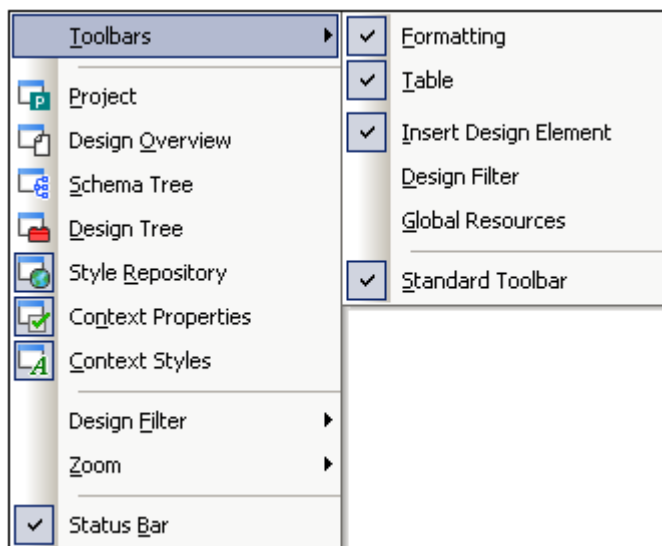 Toolbars
Project
Design Overview
Schema Tree
Design Tree
Style Repository
Context Properties
Context Styles
Design Filter
Zoom
Status Bar
Formatting
Table
Insert Design Element
Design Filter
Global Resources
Standard Toolbar